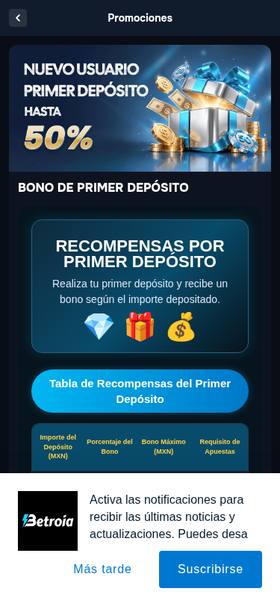 Promociones
NUEVO USUARIO
PRIMER DEPÓSITO
HASTA
50%
BONO DE PRIMER DEPÓSITO
RECOMPENSAS POR
PRIMER DEPÓSITO
Realiza tu primer depósito y recibe un
bono según el importe depositado.
Tabla de Recompensas del Primer
Depósito
Importe del Depósito (MXN)
Porcentaje del Bono
Bono Máximo (MXN)
Requisito de Apuestas
Betroia
Activa las notificaciones para
recibir las últimas noticias y
actualizaciones. Puedes desa
Más tarde
Suscribirse